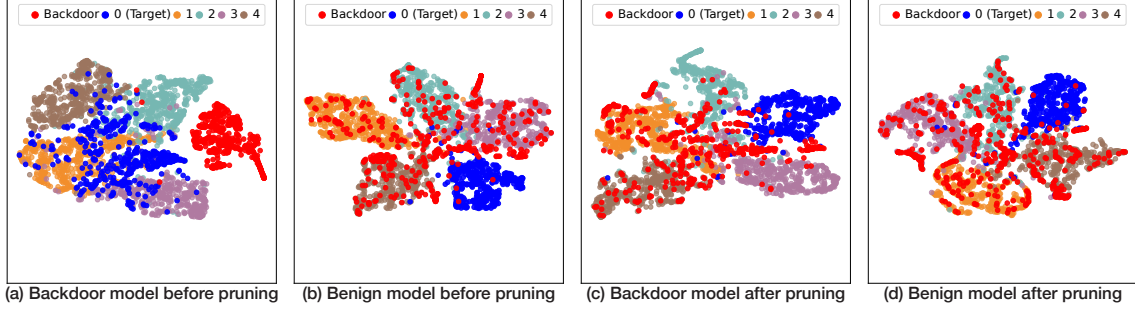 Backdoor 0 (Target) 1 2 3 4
Backdoor 0 (Target) 1 2 3 4
Backdoor 0 (Target) 1 2 3 4
Backdoor 0 (Target) 1 2 3 4
(a) Backdoor model before pruning
(b) Benign model before pruning
(c) Backdoor model after pruning
(d) Benign model after pruning